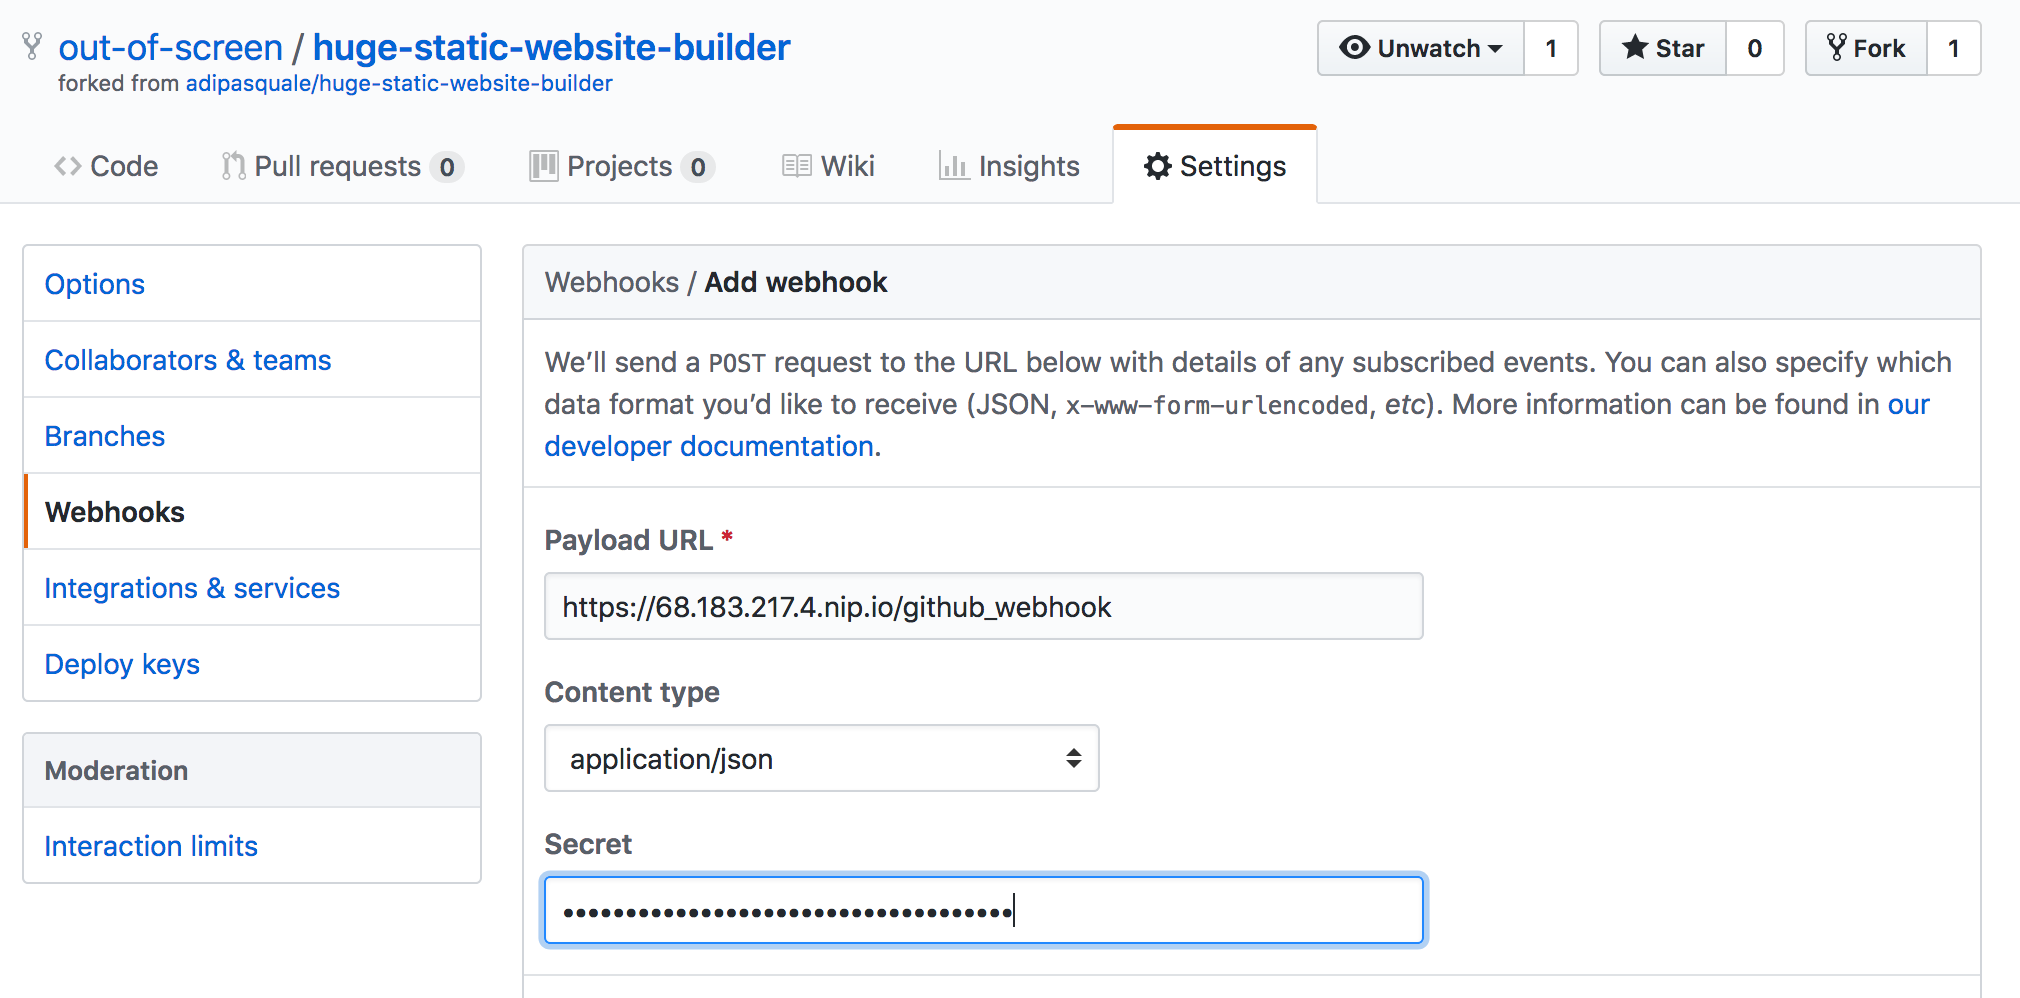 out-of-screen / huge-static-website-builder
forked from adipasquale/huge-static-website-builder
Unwatch 1
Star 0
Fork 1
Code
Pull requests 0
Projects 0
Wiki
Insights
Settings
Options
Collaborators & teams
Branches
Webhooks
Integrations & services
Deploy keys
Moderation
Interaction limits
Webhooks / Add webhook
We’ll send a POST request to the URL below with details of any subscribed events. You can also specify which
data format you’d like to receive (JSON, x-www-form-urlencoded, etc). More information can be found in our
developer documentation.
Payload URL *
https://68.183.217.4.nip.io/github_webhook
Content type
application/json
Secret
••••••••••••••••••••••••••••••••••••